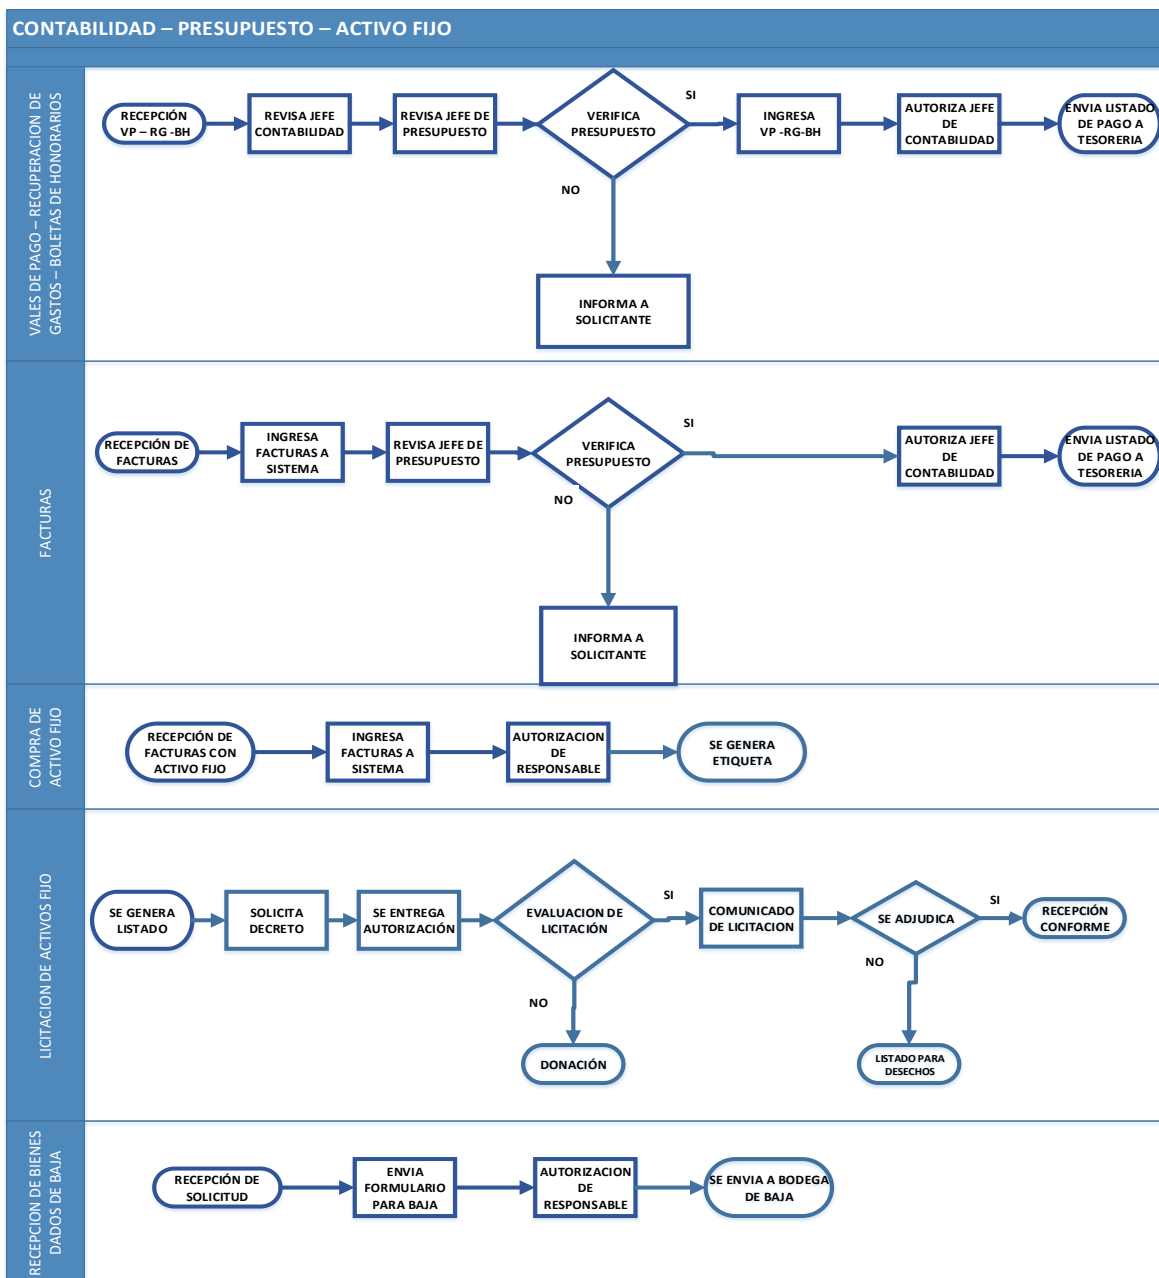 CONTABILIDAD – PRESUPUESTO – ACTIVO FIJO
VALES DE PAGO – RECUPERACION DE
GASTOS – BOLETAS DE HONORARIOS
RECEPCIÓN
VP – RG -BH
REVISA JEFE
CONTABILIDAD
REVISA JEFE DE
PRESUPUESTO
VERIFICA
PRESUPUESTO
SI
NO
INGRESA
VP -RG-BH
AUTORIZA JEFE
DE
CONTABILIDAD
ENVIA LISTADO
DE PAGO A
TESORERIA
INFORMA A
SOLICITANTE
FACTURAS
RECEPCIÓN DE
FACTURAS
INGRESA
FACTURAS A
SISTEMA
REVISA JEFE DE
PRESUPUESTO
VERIFICA
PRESUPUESTO
SI
NO
AUTORIZA JEFE
DE
CONTABILIDAD
ENVIA LISTADO
DE PAGO A
TESORERIA
INFORMA A
SOLICITANTE
COMPRA DE
ACTIVO FIJO
RECEPCIÓN DE
FACTURAS CON
ACTIVO FIJO
INGRESA
FACTURAS A
SISTEMA
AUTORIZACION
DE
RESPONSABLE
SE GENERA
ETIQUETA
LICITACION DE ACTIVOS FIJO
SE GENERA
LISTADO
SOLICITA
DECRETO
SE ENTREGA
AUTORIZACIÓN
EVALUACION DE
LICITACIÓN
SI
NO
COMUNICADO
DE LICITACION
SE ADJUDICA
SI
NO
RECEPCIÓN
CONFORME
DONACIÓN
LISTADO PARA
DESECHOS
RECEPCION DE BIENES
DADOS DE BAJA
RECEPCIÓN DE
SOLICITUD
ENVIA
FORMULARIO
PARA BAJA
AUTORIZACION
DE
RESPONSABLE
SE ENVIA A BODEGA
DE BAJA